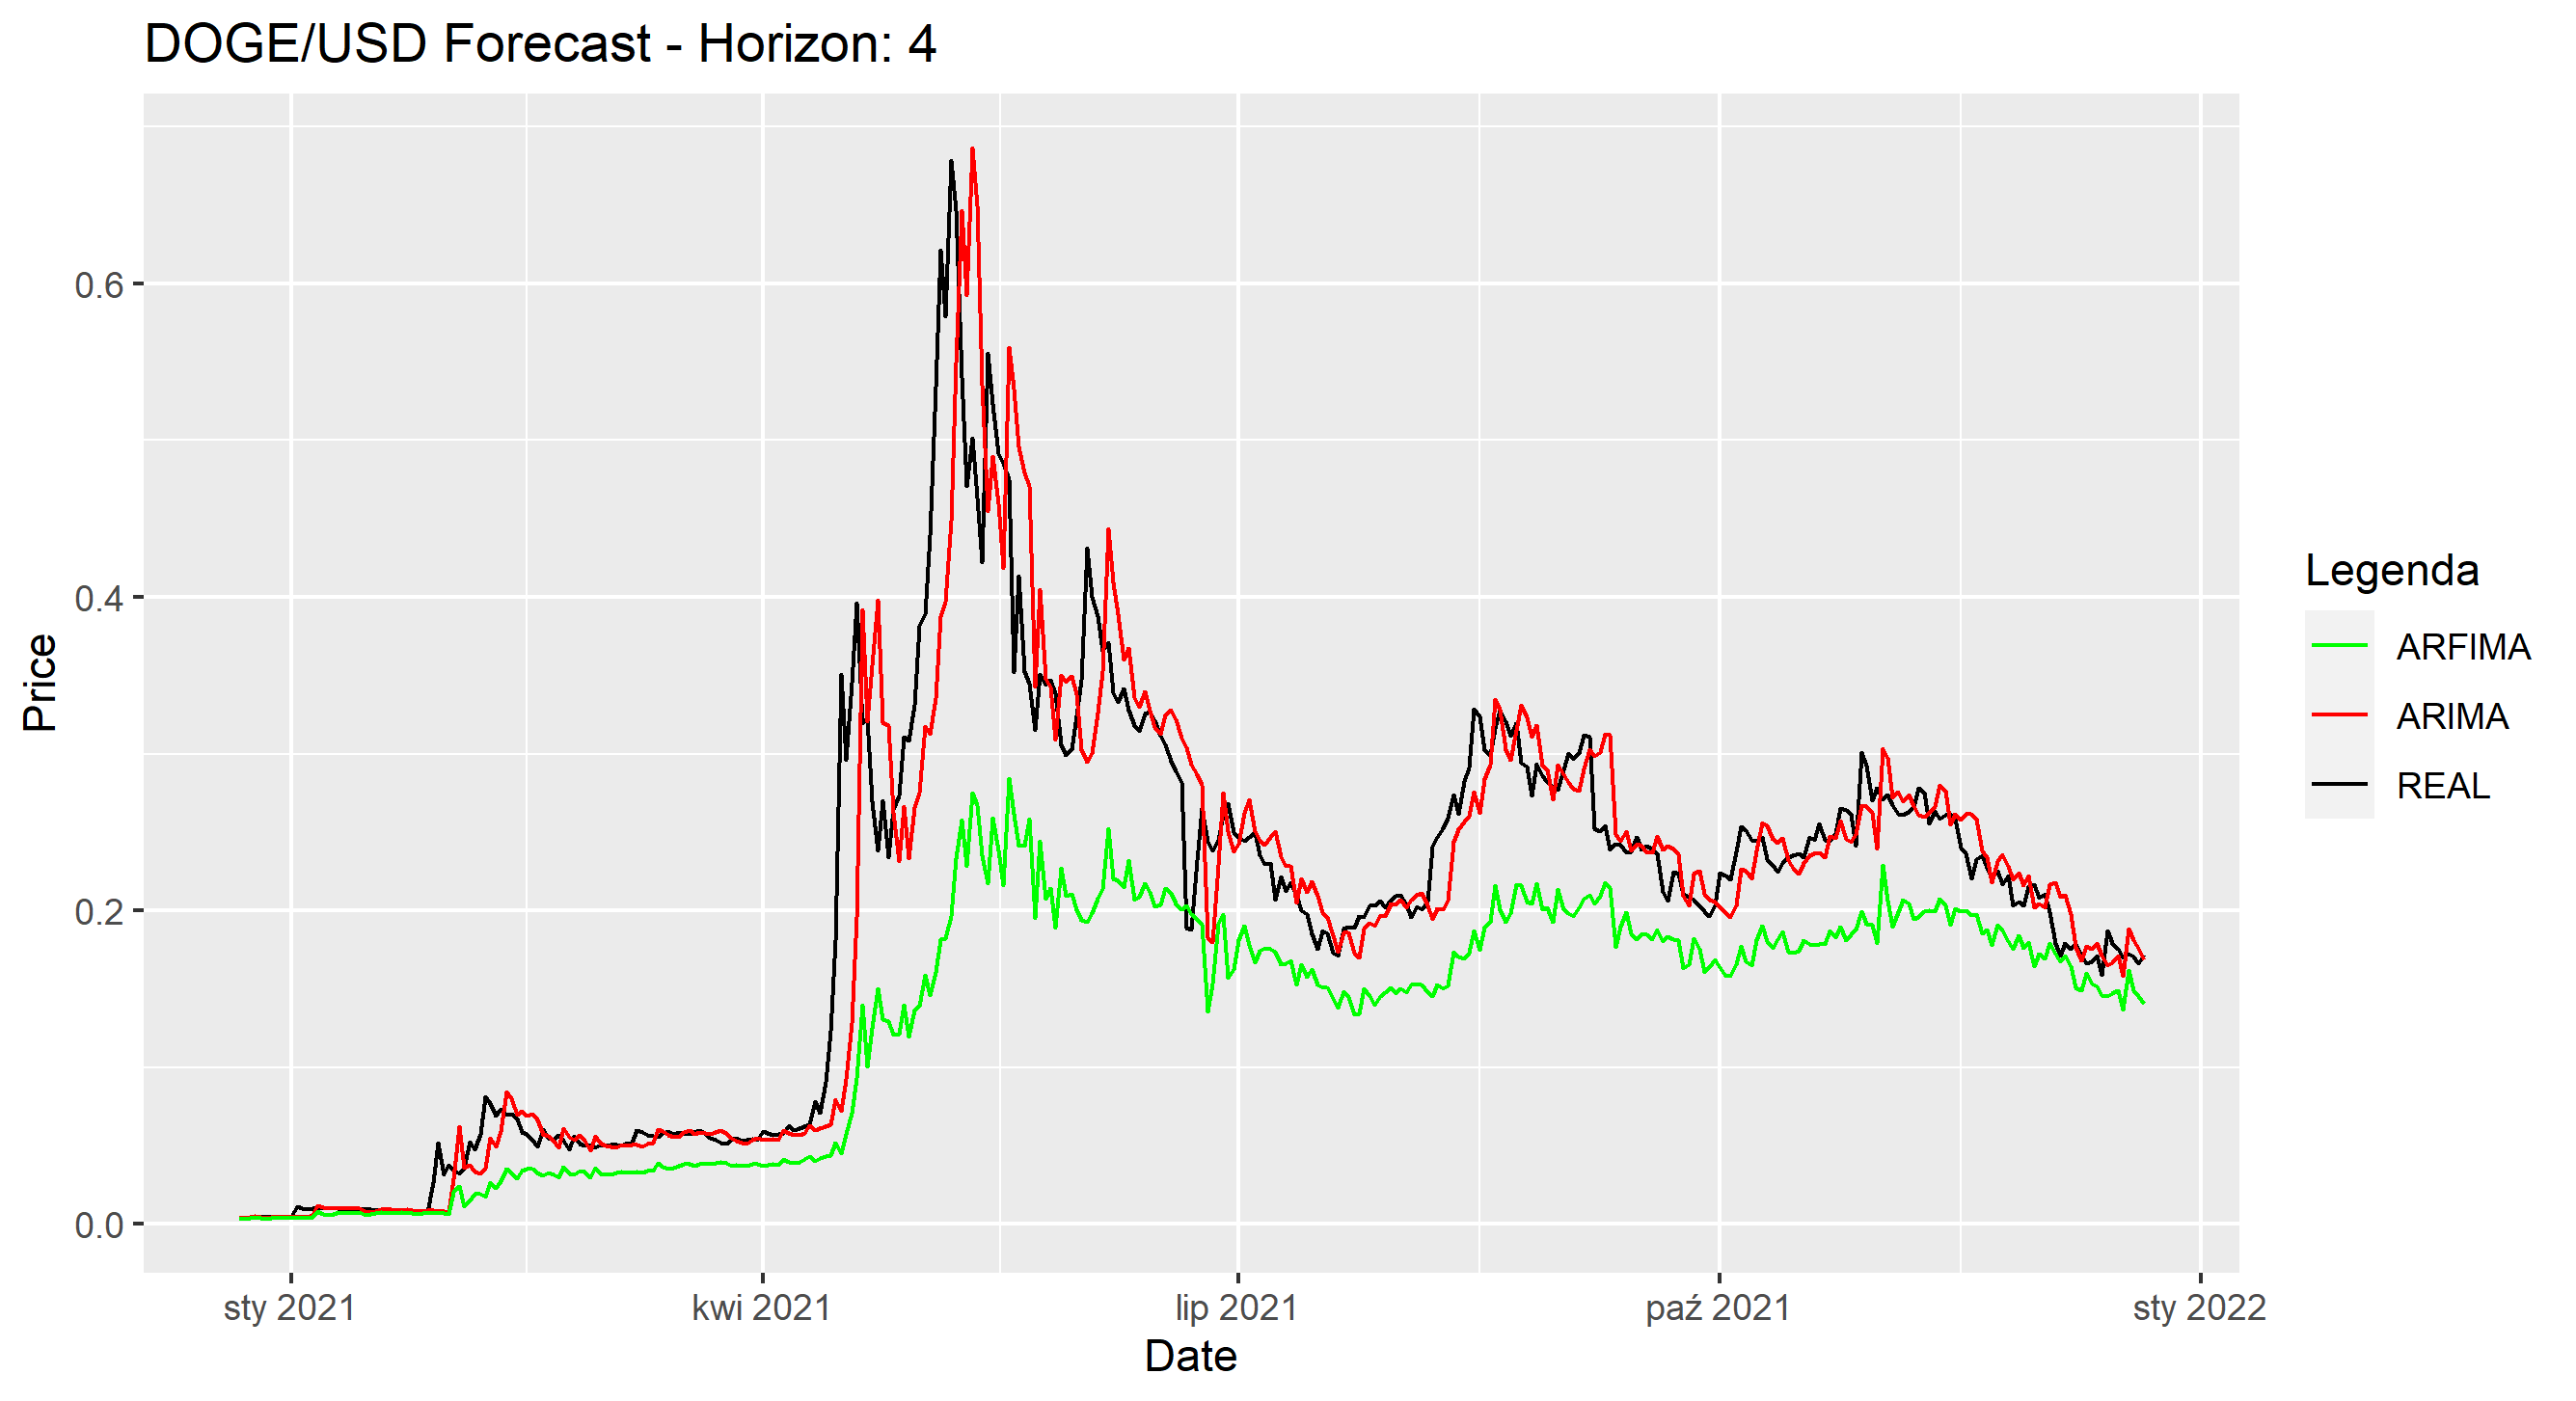 DOGE/USD Forecast - Horizon: 4
0.6
0.4
0.2
0.0
Price
sty 2021
kwi 2021
lip 2021
paź 2021
sty 2022
Date
Legenda
ARFIMA
ARIMA
REAL